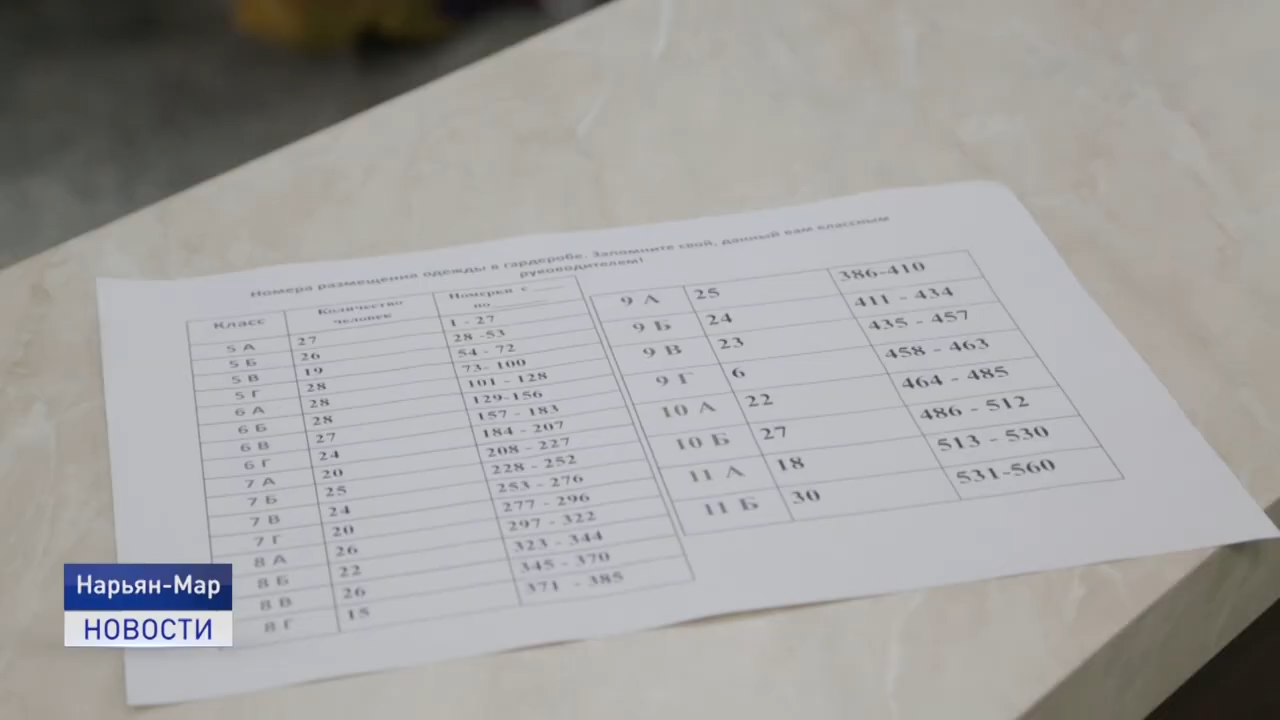 Номера размещения одежды в гардеробе. Запомните свой, данный вам классным
руководителем!
Класс Количество человек Номерки с ____ по ____
5 А 27 1 - 27
5 Б 26 28 -53
5 В 19 54 - 72
5 Г 28 73- 100
6 А 28 101 - 128
6 Б 28 129-156
6 В 27 157 - 183
6 Г 24 184 - 207
7 А 20 208 - 227
7 Б 25 228 - 252
7 В 24 253 - 276
7 Г 20 277 - 296
8 А 26 297 - 322
8 Б 22 323 - 344
8 В 26 345 - 370
8 Г 15 371 - 385
9 А 25 386-410
9 Б 24 411 - 434
9 В 23 435 - 457
9 Г 6 458 - 463
10 А 22 464 - 485
10 Б 27 486 - 512
11 А 18 513 - 530
11 Б 30 531-560
Нарьян-Мар
НОВОСТИ